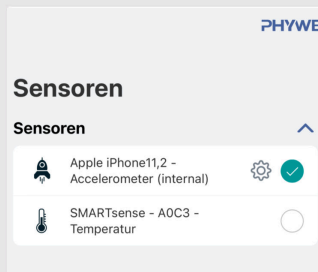 PHYWE
Sensoren
Sensoren
Apple iPhone11,2 -
Accelerometer (internal)
SMARTsense - A0C3 -
Temperatur